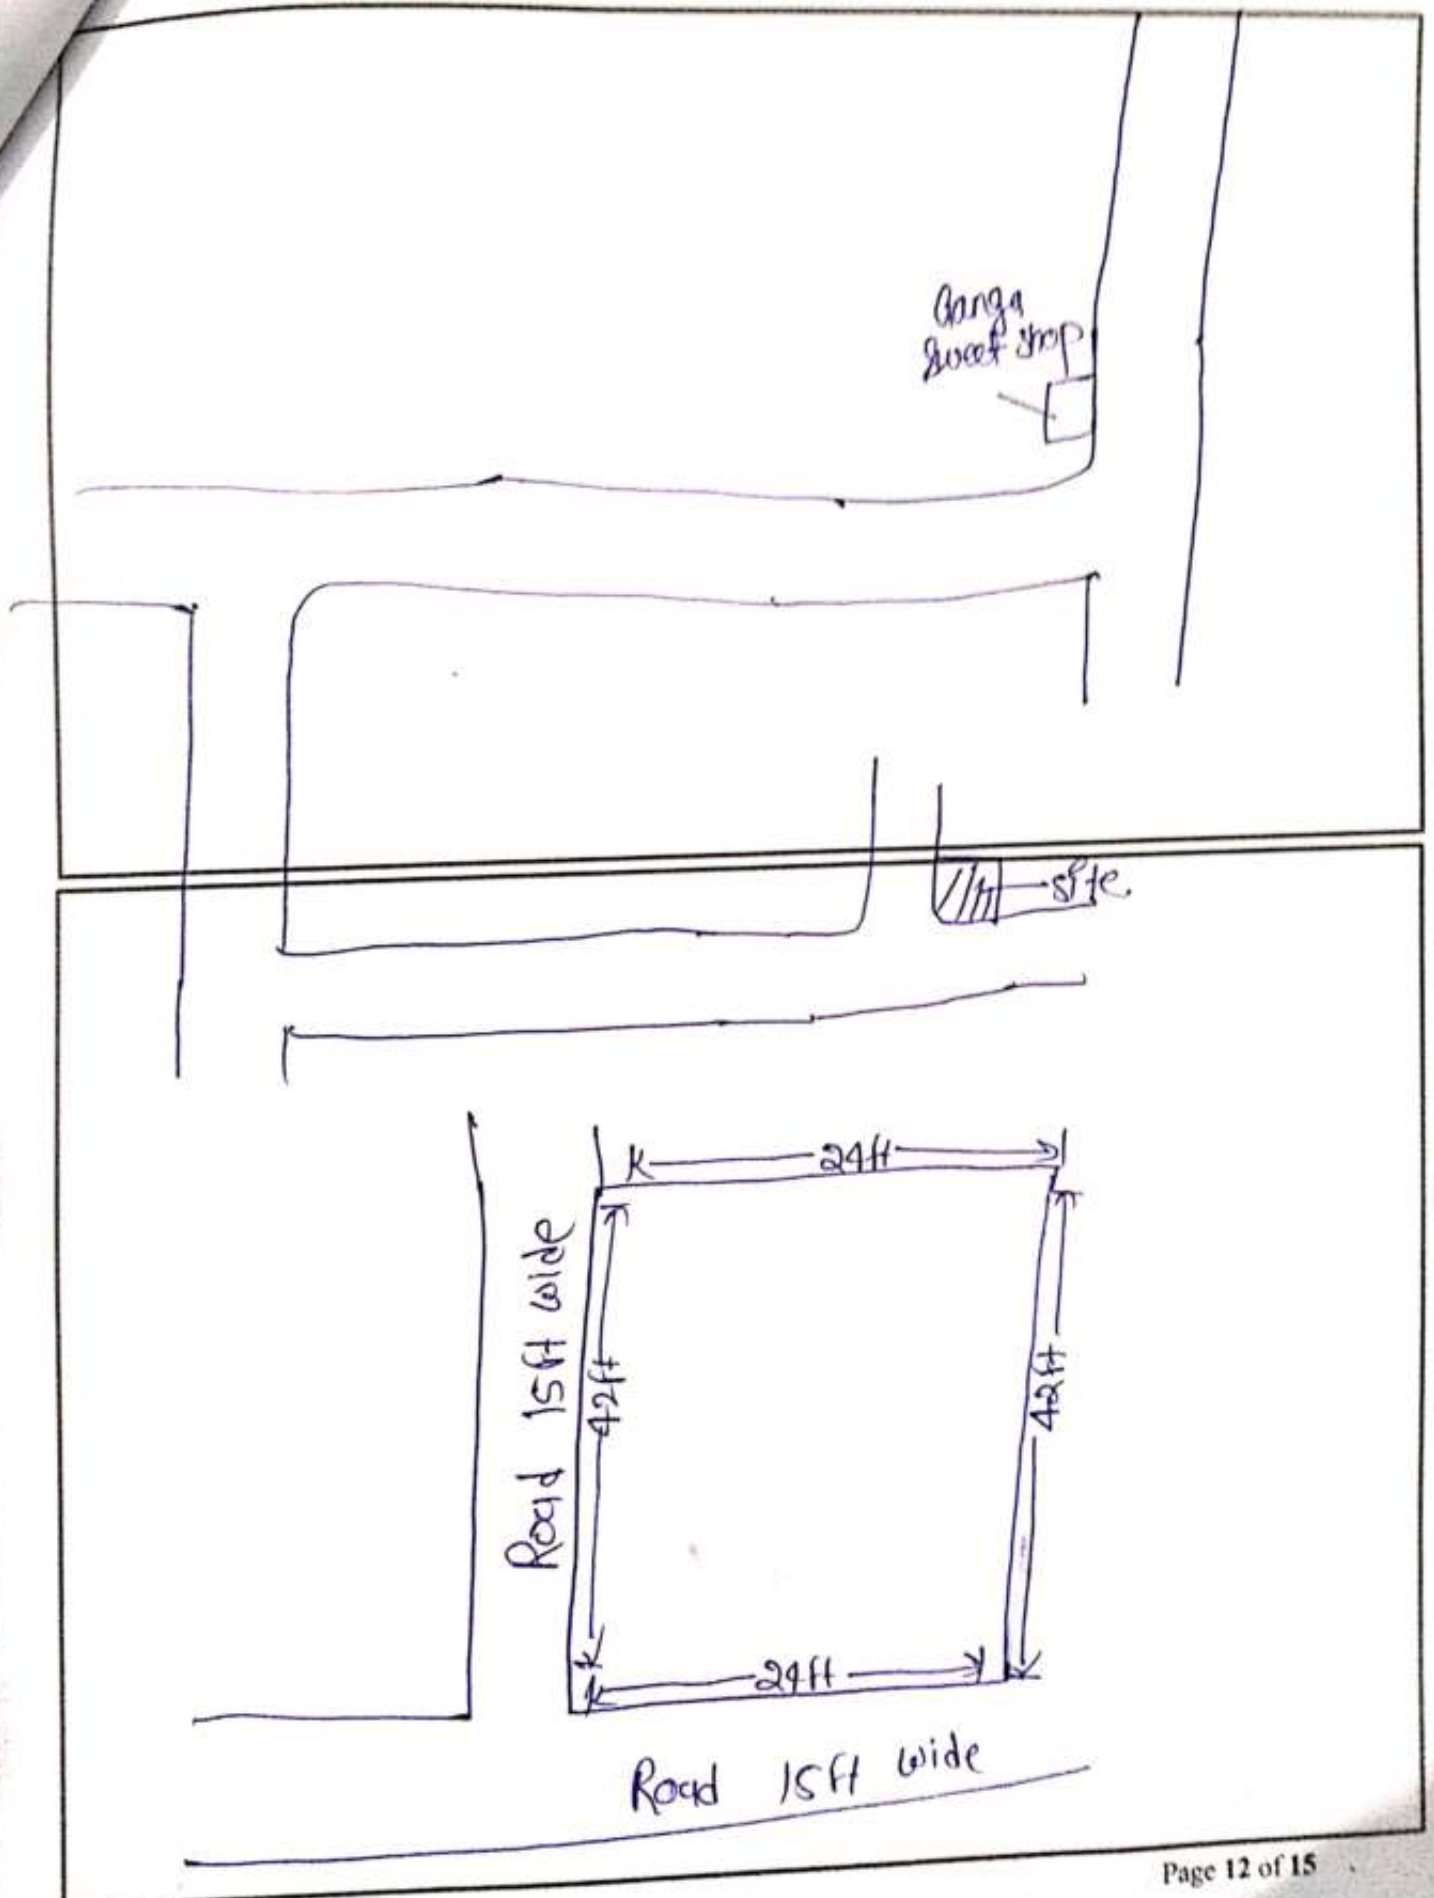 Ganga
Sweet shop
site
24ft
Road 15ft wide
42ft
42ft
24ft
Road 15ft wide
Page 12 of 15